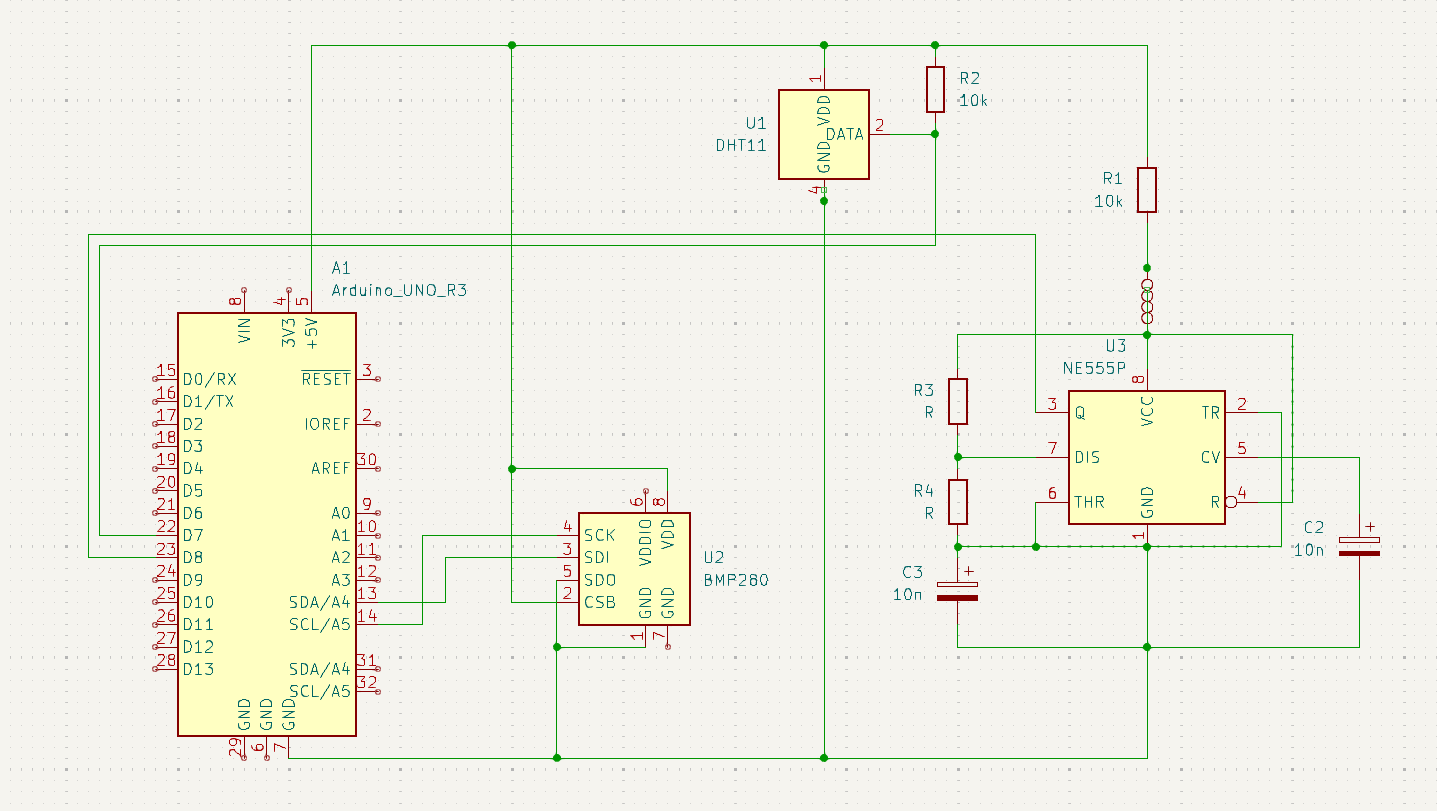 R2
10k
1
VDD
U1
DHT11
DATA
2
GND
4
R1
10k
A1
Arduino_UNO_R3
8
4
5
VIN
3V3
+5V
15
D0/RX
RESET
3
16
D1/TX
17
D2
IOREF
2
18
D3
19
D4
AREF
30
20
D5
21
D6
A0
9
22
D7
A1
10
23
D8
A2
11
24
D9
A3
12
25
D10
SDA/A4
13
26
D11
SCL/A5
14
27
D12
28
D13
SDA/A4
31
SCL/A5
32
GND
GND
GND
29
6
7
6
8
VDDIO
VDD
4
SCK
3
SDI
5
SDO
2
CSB
GND
GND
1
7
U2
BMP280
U3
NE555P
8
VCC
R3
R
3
Q
TR
2
7
DIS
CV
5
R4
R
6
THR
GND
R
4
1
C2
10n
+
C3
10n
+